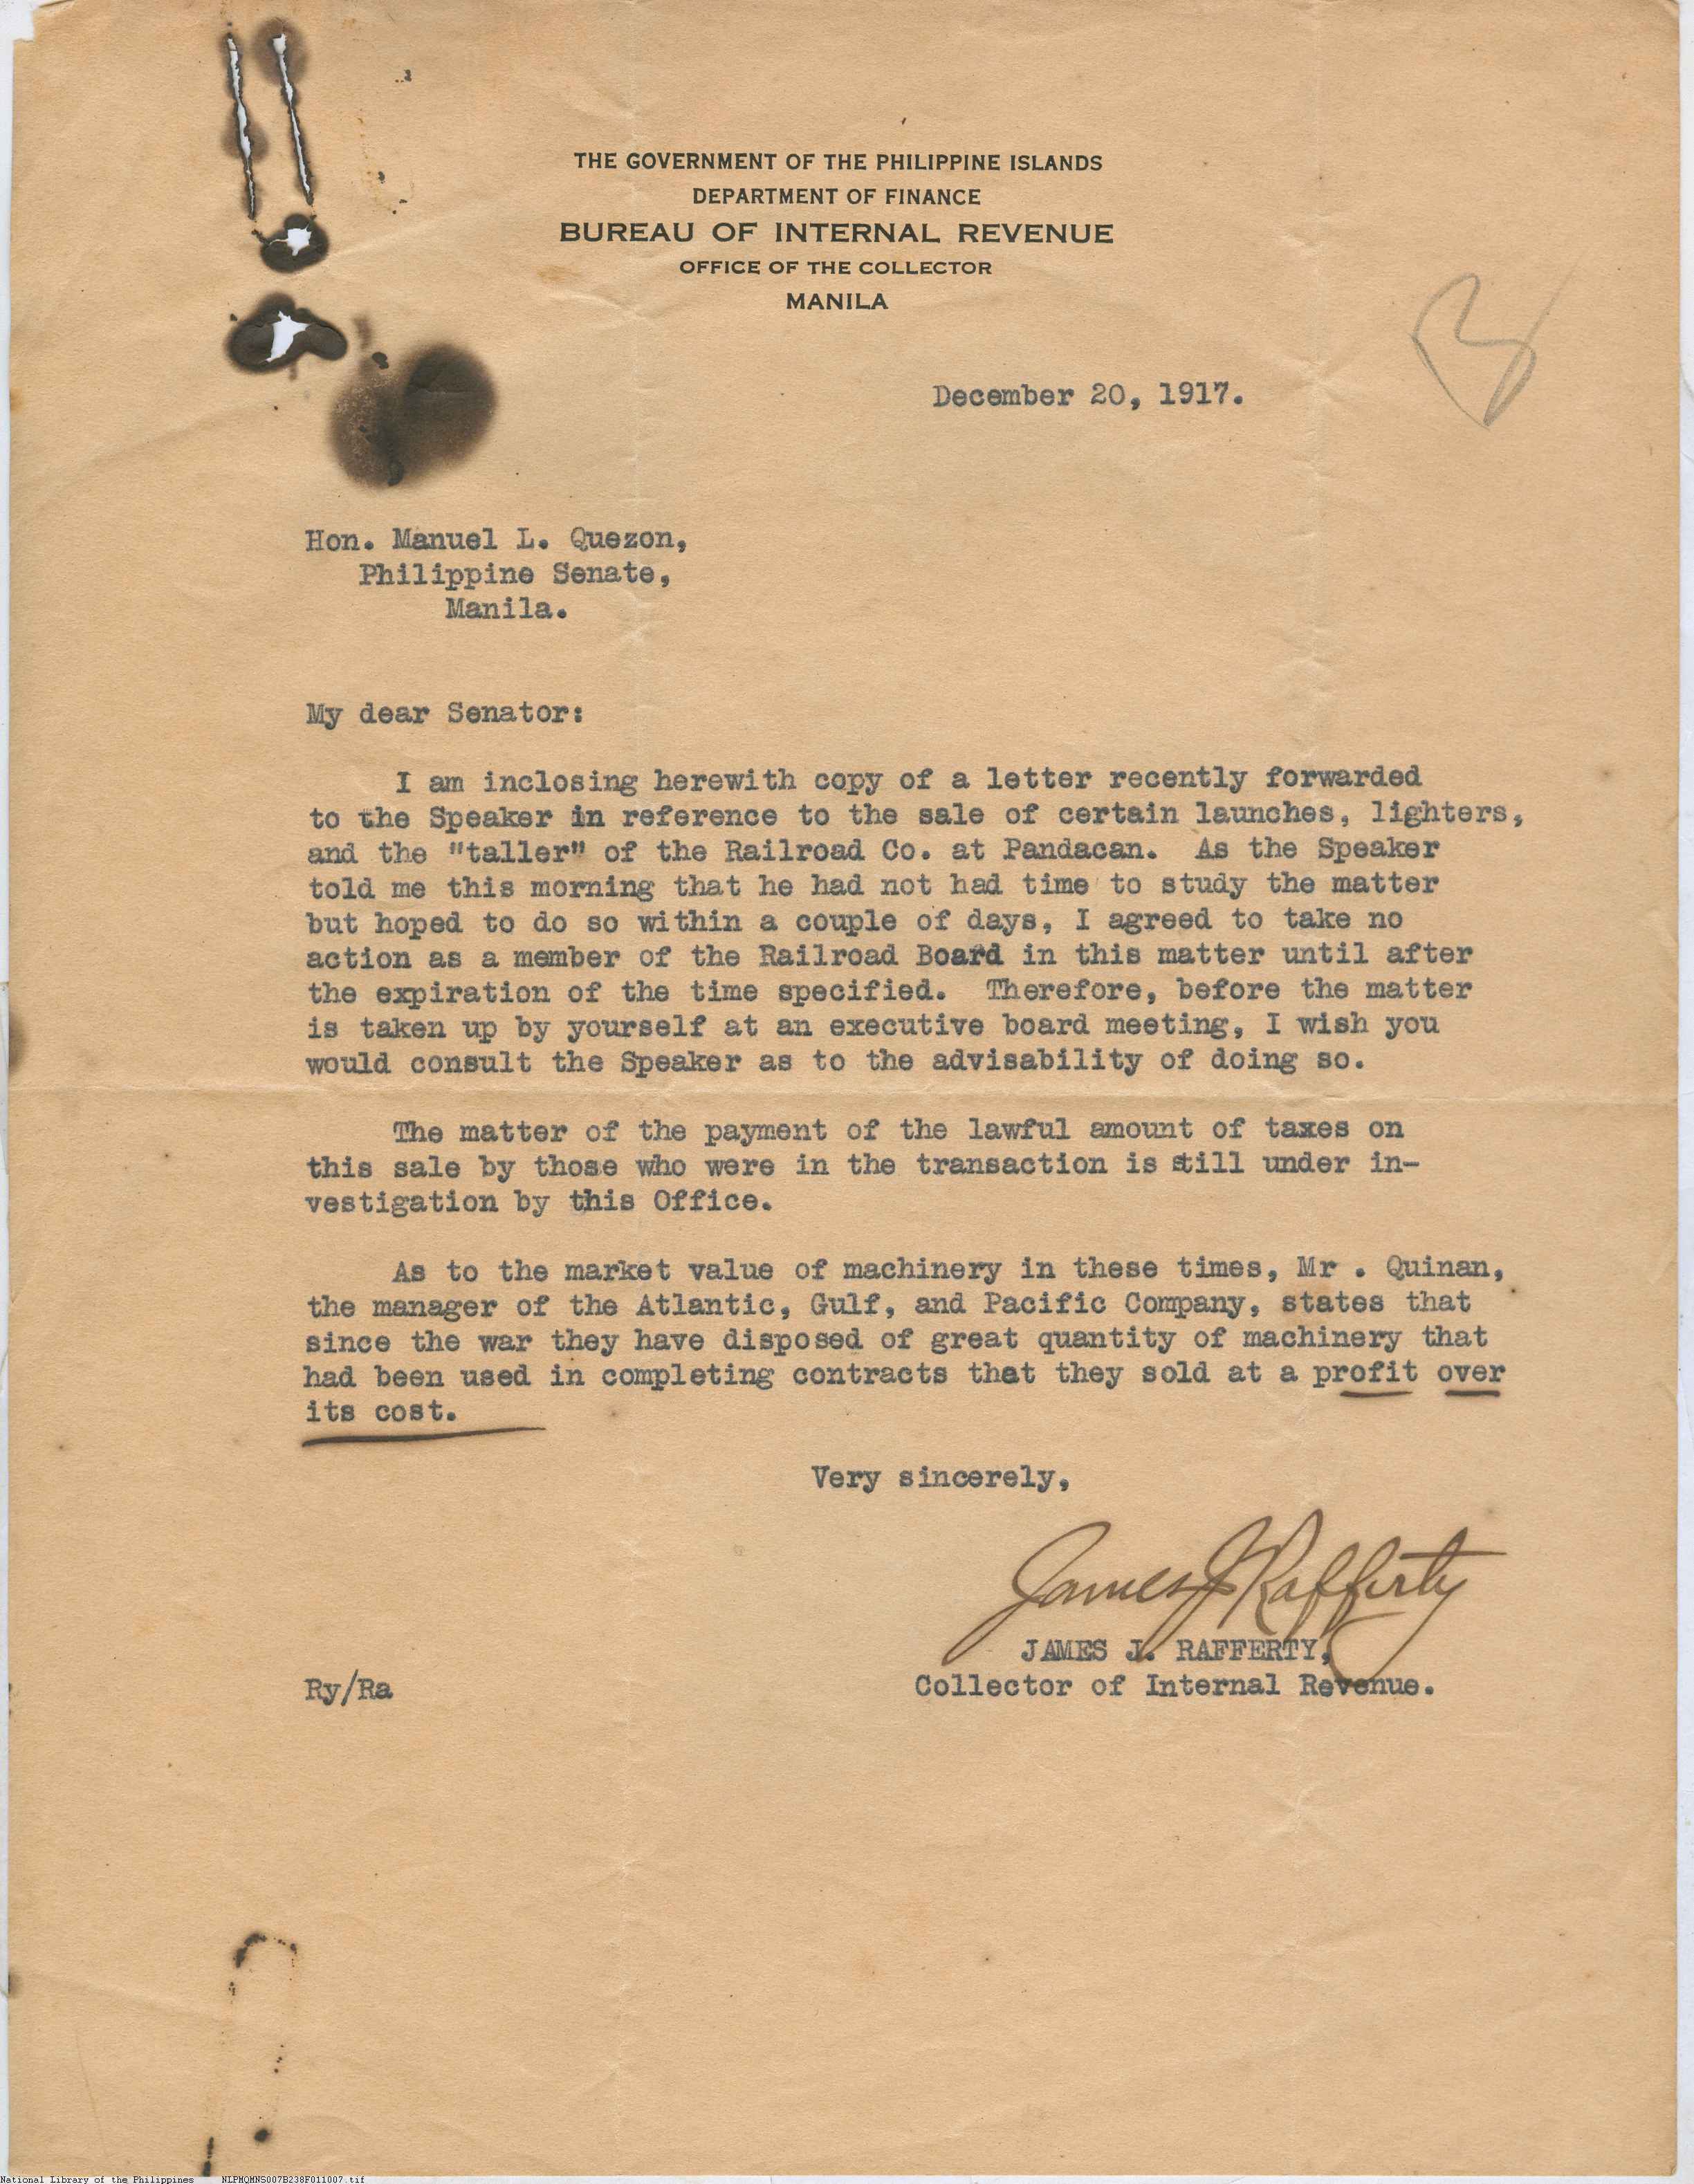 THE GOVERNMENT OF THE PHILIPPINE ISLANDS
DEPARTMENT OF FINANCE
BUREAU OF INTERNAL REVENUE
OFFICE OF THE COLLECTOR
MANILA
December 20, 1917.
Hon. Manuel L. Quezon,
Philippine Senate,
Manila.
My dear Senator:
I am inclosing herewith copy of a letter recently forwarded
to the Speaker in reference to the sale of certain launches, lighters,
and the "taller" of the Railroad Co. at Pandacan. As the Speaker
told me this morning that he had not had time to study the matter
but hoped to do so within a couple of days, I agreed to take no
action as a member of the Railroad Board in this matter until after
the expiration of the time specified. Therefore, before the matter
is taken up by yourself at an executive board meeting, I wish you
would consult the Speaker as to the advisability of doing so.
The matter of the payment of the lawful amount of taxes on
this sale by those who were in the transaction is still under in-
vestigation by this Office.
As to the market value of machinery in these times, Mr . Quinan,
the manager of the Atlantic, Gulf, and Pacific Company, states that
since the war they have disposed of great quantity of machinery that
had been used in completing contracts that they sold at a profit over
its cost.
Very sincerely,
James J Rafferty
JAMES J. RAFFERTY,
Collector of Internal Revenue.
Ry/Ra
National Library of the Philippines NLPMQMNS007B238F011007.tif